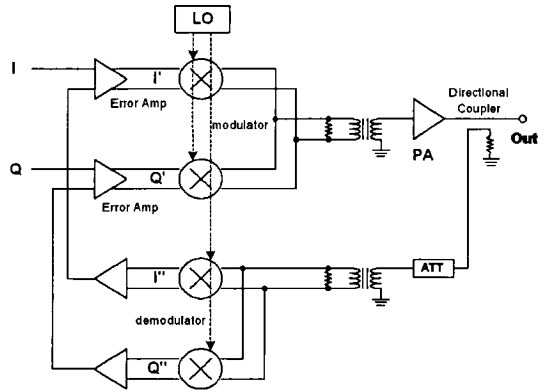 LO
I
I'
Error Amp
modulator
Directional
Coupler
Out
PA
Q
Q'
Error Amp
I"
ATT
demodulator
Q"